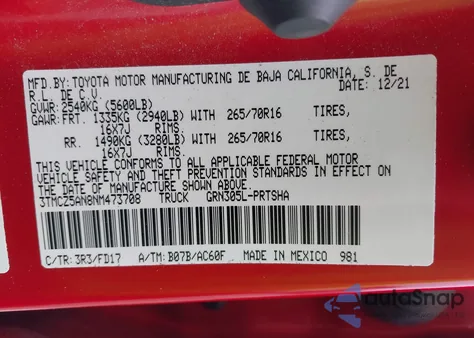 MFD.BY: TOYOTA MOTOR MANUFACTURING DE BAJA CALIFORNIA, S. DE
R.L. DE C.V. DATE: 12/21
GVWR: 2540KG (5600LB)
GAWR: FRT. 1335KG (2940LB) WITH 265/70R16 TIRES,
16X7J RIMS.
RR. 1490KG (3280LB) WITH 265/70R16 TIRES,
16X7J RIMS.
THIS VEHICLE CONFORMS TO ALL APPLICABLE FEDERAL MOTOR
VEHICLE SAFETY AND THEFT PREVENTION STANDARDS IN EFFECT ON
THE DATE OF MANUFACTURE SHOWN ABOVE.
3TMCZ5AN8NM473708 TRUCK GRN305L-PRTSHA
C/TR: 3R3/FD17 A/TM: B07B/AC60F MADE IN MEXICO 981
autoSnap